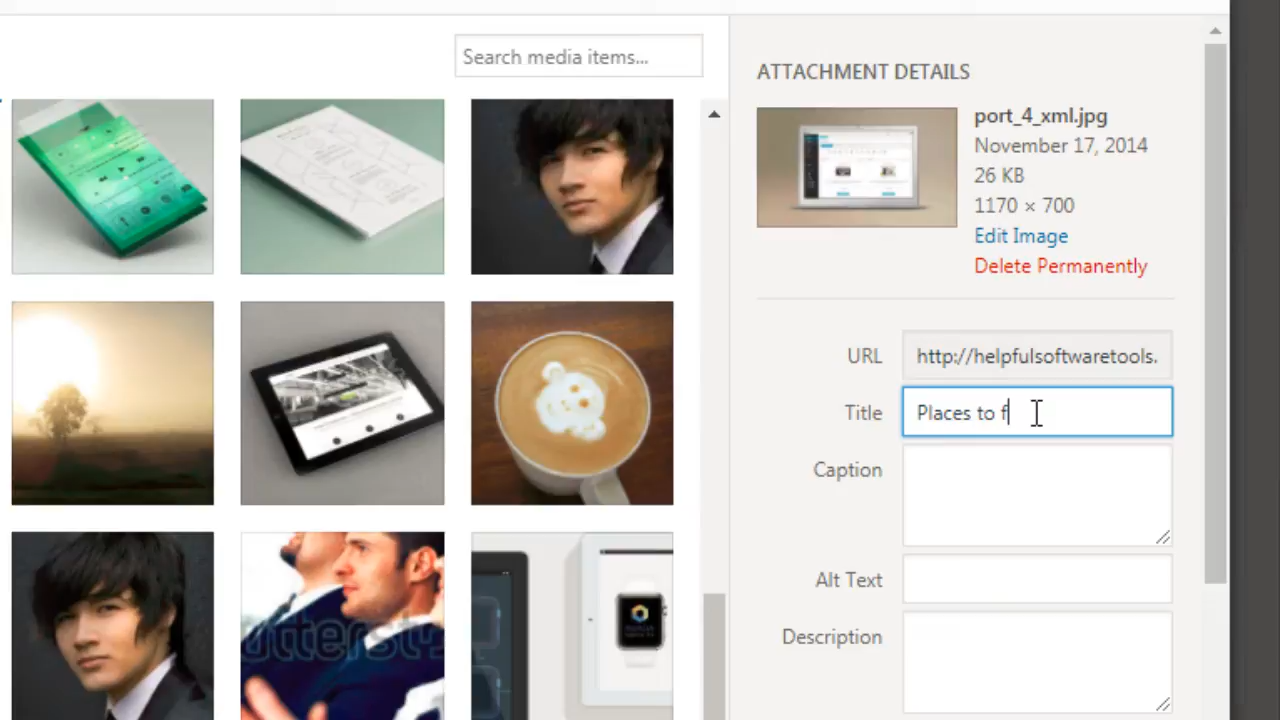 Search media items...
ATTACHMENT DETAILS
port_4_xml.jpg
November 17, 2014
26 KB
1170 × 700
Edit Image
Delete Permanently
URL http://helpfulsoftwaretools.
Title Places to f
Caption
Alt Text
Description